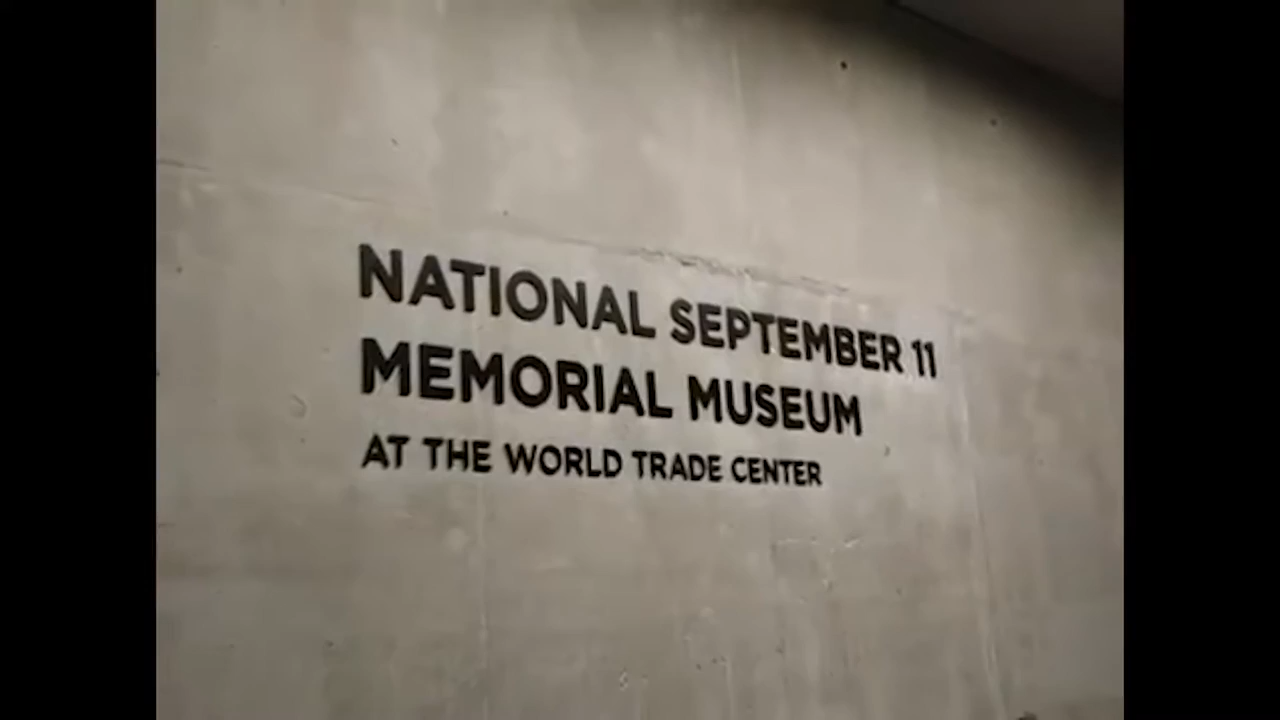 NATIONAL SEPTEMBER 11
MEMORIAL MUSEUM
AT THE WORLD TRADE CENTER